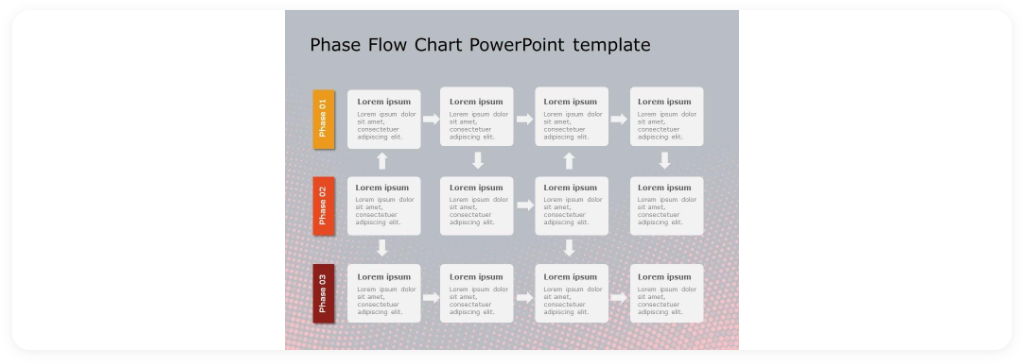 Phase Flow Chart PowerPoint template
Phase 01
Lorem ipsum
Lorem ipsum dolor
sit amet,
consectetuer
adipiscing elit.
Lorem ipsum
Lorem ipsum dolor
sit amet,
consectetuer
adipiscing elit.
Lorem ipsum
Lorem ipsum dolor
sit amet,
consectetuer
adipiscing elit.
Lorem ipsum
Lorem ipsum dolor
sit amet,
consectetuer
adipiscing elit.
Phase 02
Lorem ipsum
Lorem ipsum dolor
sit amet,
consectetuer
adipiscing elit.
Lorem ipsum
Lorem ipsum dolor
sit amet,
consectetuer
adipiscing elit.
Lorem ipsum
Lorem ipsum dolor
sit amet,
consectetuer
adipiscing elit.
Lorem ipsum
Lorem ipsum dolor
sit amet,
consectetuer
adipiscing elit.
Phase 03
Lorem ipsum
Lorem ipsum dolor
sit amet,
consectetuer
adipiscing elit.
Lorem ipsum
Lorem ipsum dolor
sit amet,
consectetuer
adipiscing elit.
Lorem ipsum
Lorem ipsum dolor
sit amet,
consectetuer
adipiscing elit.
Lorem ipsum
Lorem ipsum dolor
sit amet,
consectetuer
adipiscing elit.